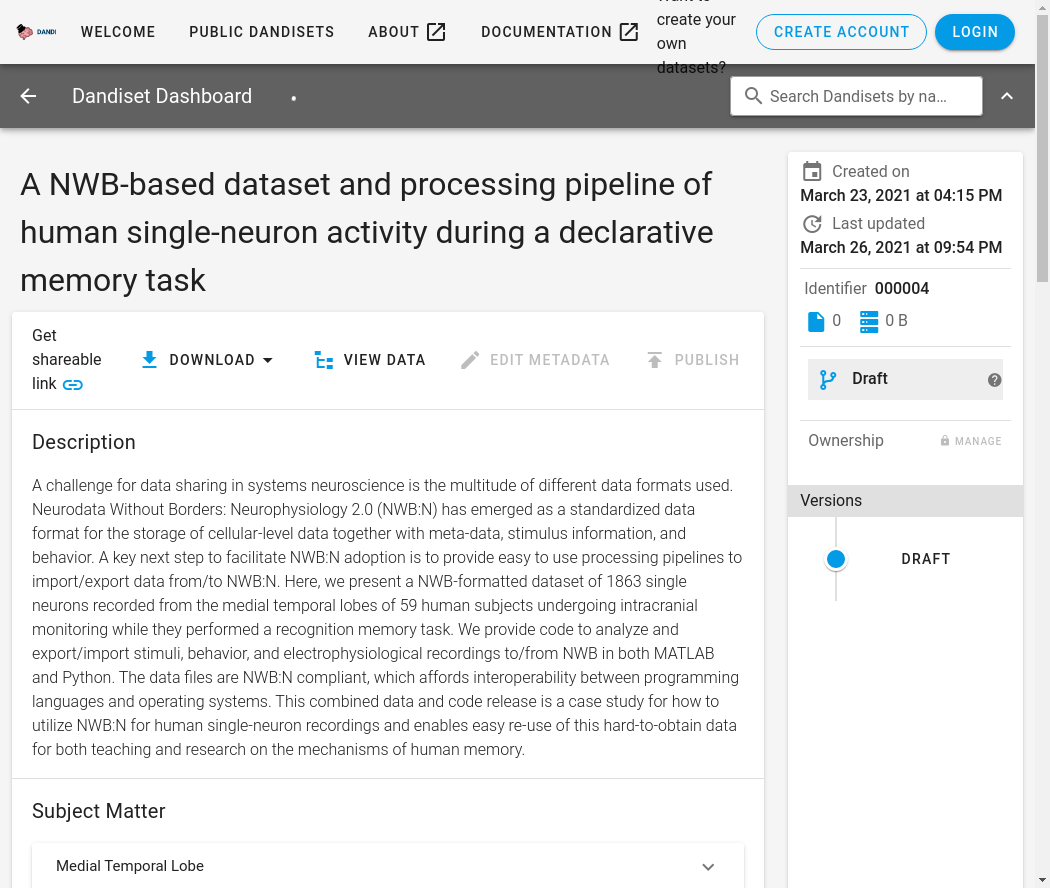 DANDI
WELCOME
PUBLIC DANDISETS
ABOUT
DOCUMENTATION
Want to
create your
own
datasets?
CREATE ACCOUNT
LOGIN
Dandiset Dashboard
Search Dandisets by na…
A NWB-based dataset and processing pipeline of
human single-neuron activity during a declarative
memory task
Get
shareable
link
DOWNLOAD
VIEW DATA
EDIT METADATA
PUBLISH
Description
A challenge for data sharing in systems neuroscience is the multitude of different data formats used.
Neurodata Without Borders: Neurophysiology 2.0 (NWB:N) has emerged as a standardized data
format for the storage of cellular-level data together with meta-data, stimulus information, and
behavior. A key next step to facilitate NWB:N adoption is to provide easy to use processing pipelines to
import/export data from/to NWB:N. Here, we present a NWB-formatted dataset of 1863 single
neurons recorded from the medial temporal lobes of 59 human subjects undergoing intracranial
monitoring while they performed a recognition memory task. We provide code to analyze and
export/import stimuli, behavior, and electrophysiological recordings to/from NWB in both MATLAB
and Python. The data files are NWB:N compliant, which affords interoperability between programming
languages and operating systems. This combined data and code release is a case study for how to
utilize NWB:N for human single-neuron recordings and enables easy re-use of this hard-to-obtain data
for both teaching and research on the mechanisms of human memory.
Subject Matter
Medial Temporal Lobe
Created on
March 23, 2021 at 04:15 PM
Last updated
March 26, 2021 at 09:54 PM
Identifier 000004
0
0 B
Draft
Ownership
MANAGE
Versions
DRAFT